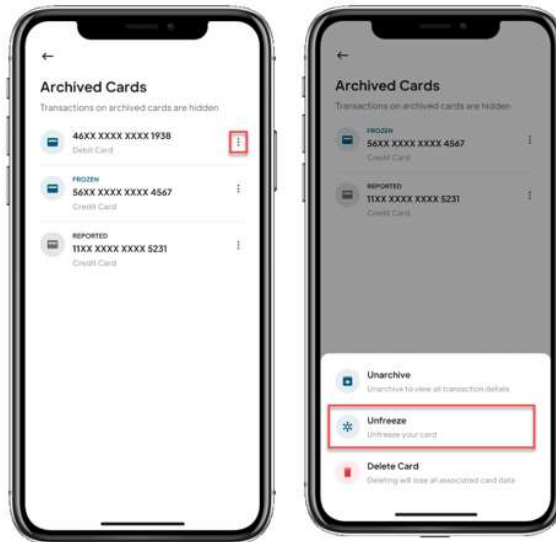 Archived Cards
Transactions on archived cards are hidden
46XX XXXX XXXX 1938
Debit Card
FROZEN
56XX XXXX XXXX 4567
Credit Card
REPORTED
11XX XXXX XXXX 5231
Credit Card
Archived Cards
Transactions on archived cards are hidden
FROZEN
56XX XXXX XXXX 4567
Credit Card
REPORTED
11XX XXXX XXXX 5231
Credit Card
Unarchive
Unarchive to view all transaction details
Unfreeze
Unfreeze your card
Delete Card
Deleting will lose all associated card data